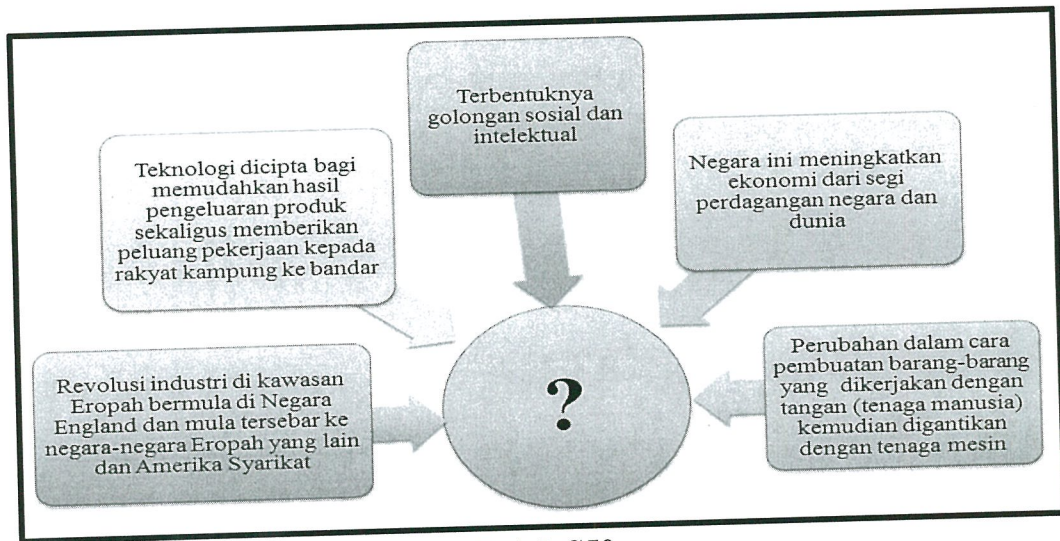 Terbentuknya
golongan sosial dan
intelektual
Teknologi dicipta bagi
memudahkan hasil
pengeluaran produk
sekaligus memberikan
peluang pekerjaan kepada
rakyat kampung ke bandar
Negara ini meningkatkan
ekonomi dari segi
perdagangan negara dan
dunia
Revolusi industri di kawasan
Eropah bermula di Negara
England dan mula tersebar ke
negara-negara Eropah yang lain
dan Amerika Syarikat
?
Perubahan dalam cara
pembuatan barang-barang
yang dikerjakan dengan
tangan (tenaga manusia)
kemudian digantikan
dengan tenaga mesin